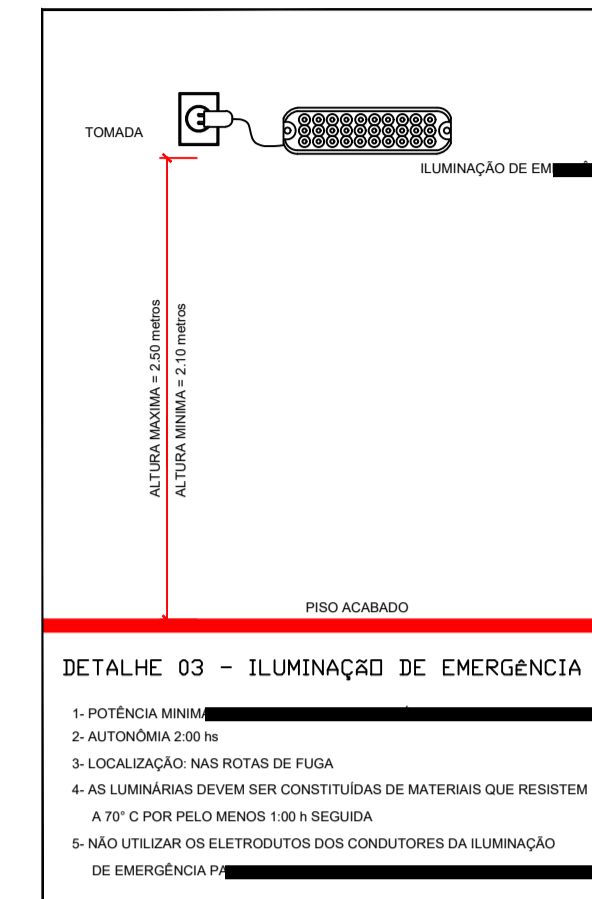 TOMADA
ILUMINAÇÃO DE
ALTURA MAXIMA = 2.50 metros
ALTURA MINIMA = 2.10 metros
PISO ACABADO
DETALHE 03 - ILUMINAÇÃO DE EMERGÊNCIA
1- POTÊNCIA
2- AUTONÔMIA 2:00 hs
3- LOCALIZAÇÃO: NAS ROTAS DE FUGA
4- AS LUMINÁRIAS DEVEM SER CONSTITUÍDAS DE MATERIAIS QUE RESISTEM
A 70° C POR PELO MENOS 1:00 h SEGUIDA
5- NÃO UTILIZAR OS ELETRODUTOS DOS CONDUTORES DA ILUMINAÇÃO
DE EMERGÊNCIA